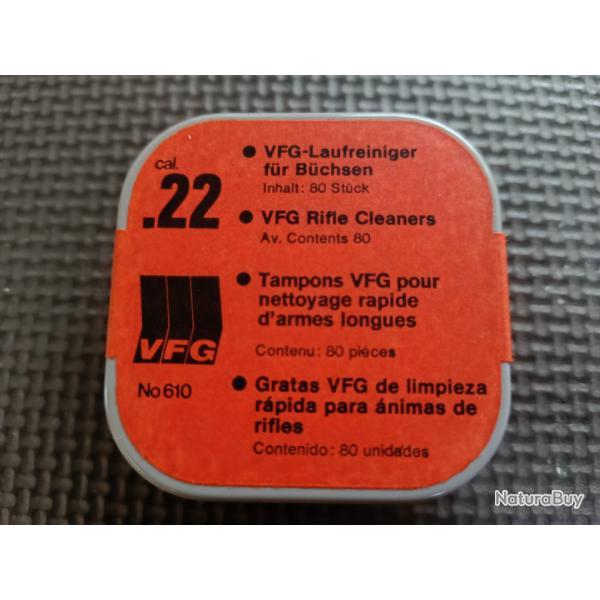 cal.
.22
• VFG-Laufreiniger
für Büchsen
Inhalt: 80 Stück
• VFG Rifle Cleaners
Av. Contents 80
• Tampons VFG pour
nettoyage rapide
d'armes longues
Contenu: 80 pièces
VFG
No 610
• Gratas VFG de limpieza
rápida para ánimas de
rifles
Contenido: 80 unidades
NaturaBuy